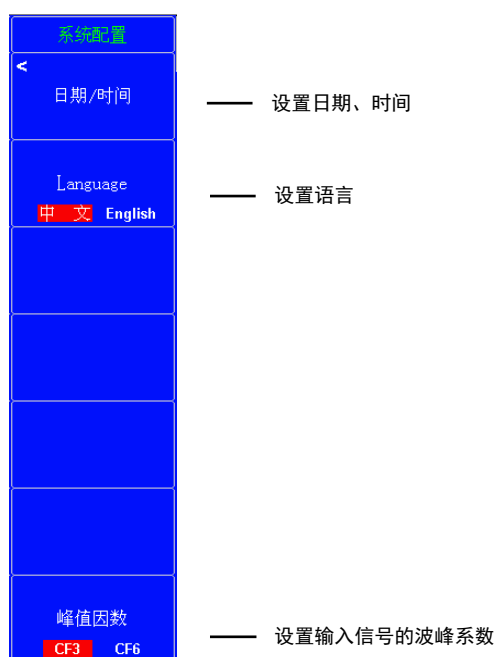 系统配置
<
日期/时间
设置日期、时间
Language
设置语言
中 文 English
峰值因数
设置输入信号的波峰系数
CF3 CF6